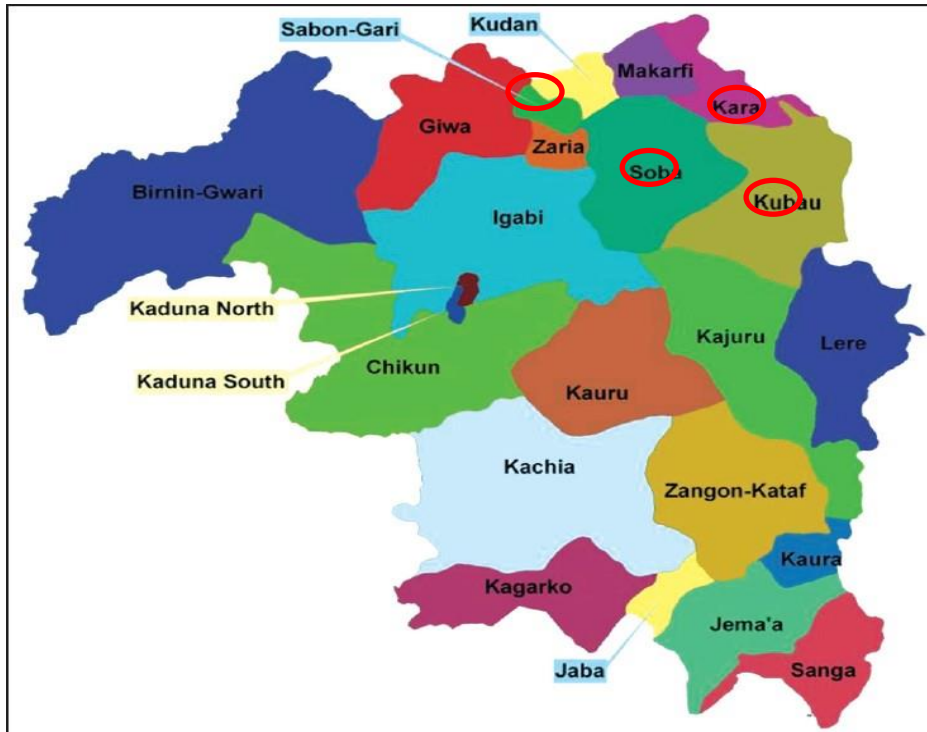 Kudan
Sabon-Gari
Makarfi
Kara
Giwa
Zaria
Soba
Birnin-Gwari
Kubau
Igabi
Kaduna North
Kajuru
Lere
Chikun
Kaduna South
Kauru
Kachia
Zangon-Kataf
Kaura
Kagarko
Jema'a
Jaba
Sanga